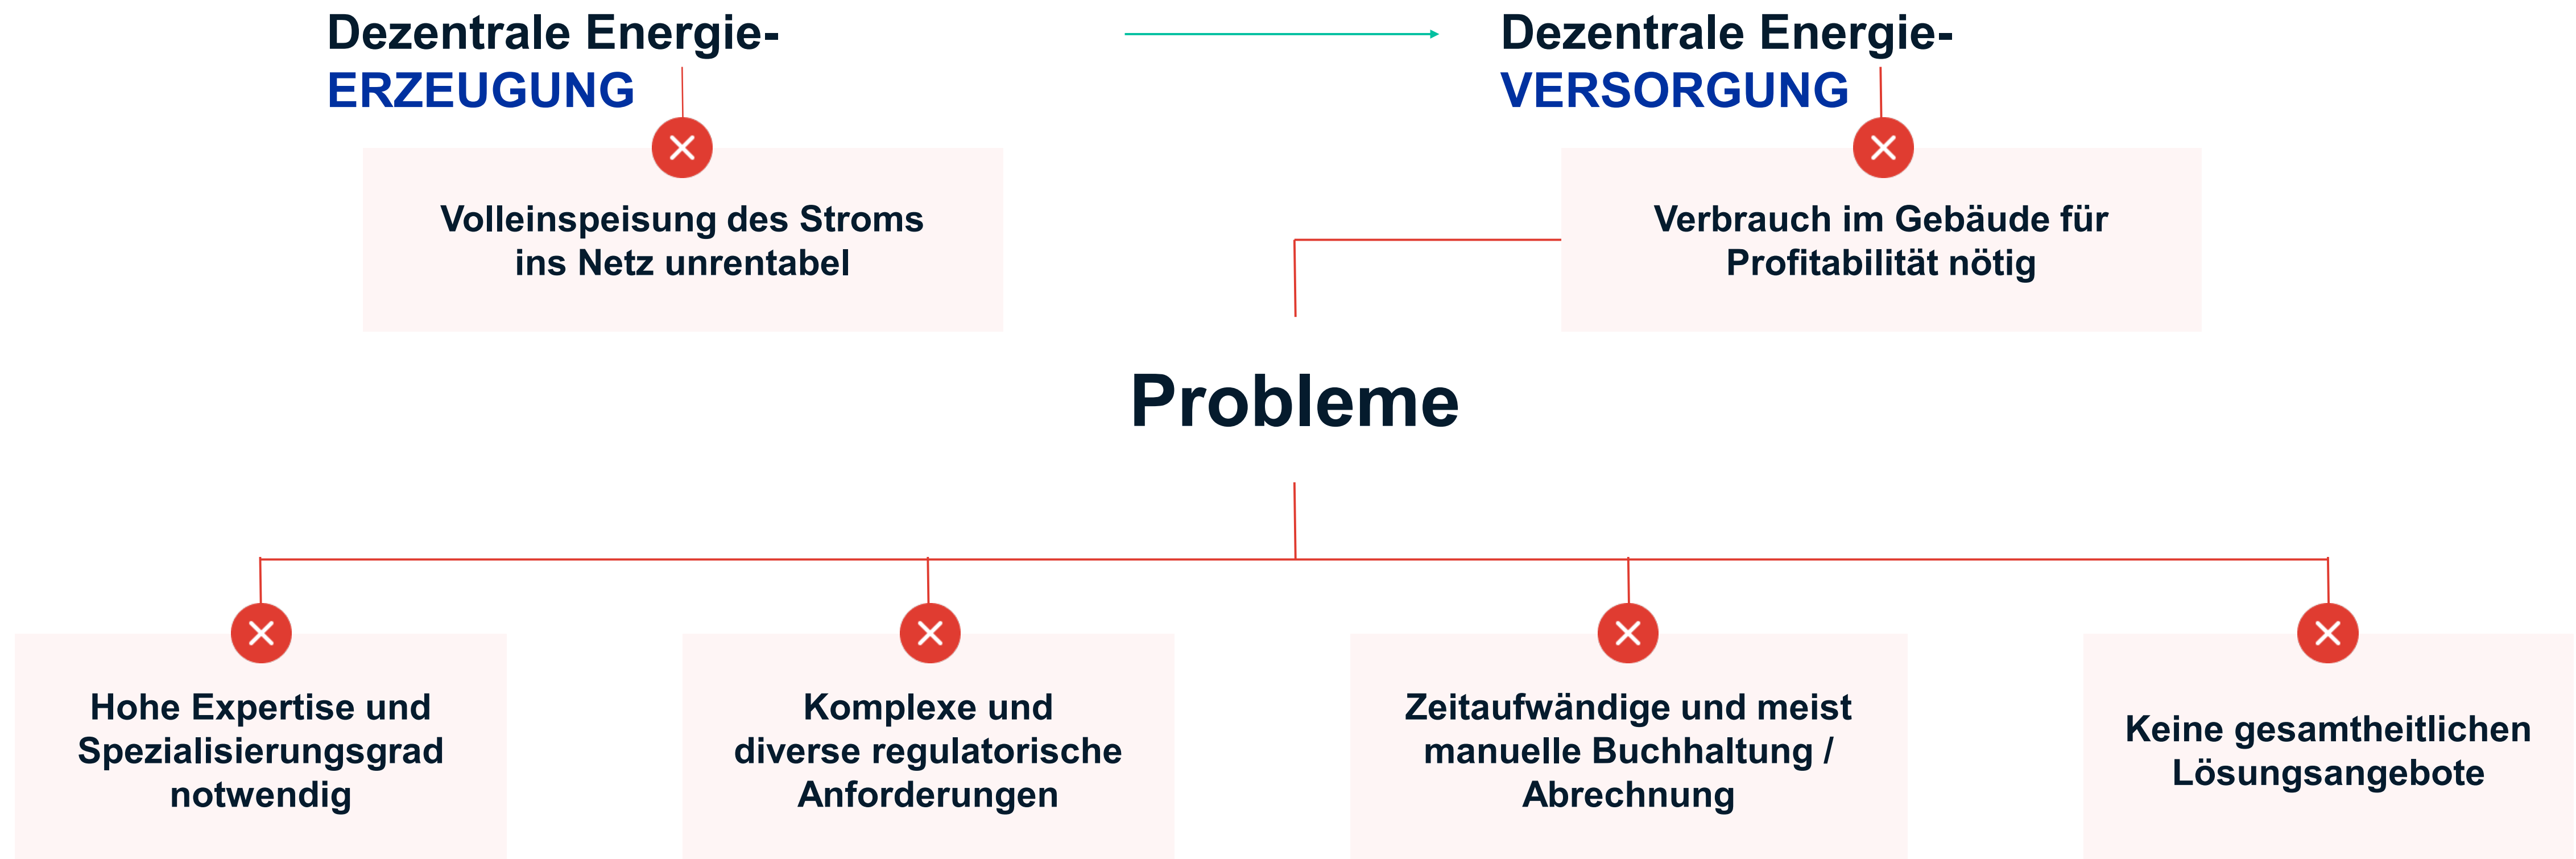 Dezentrale Energie-
ERZEUGUNG
Dezentrale Energie-
VERSORGUNG
Volleinspeisung des Stroms
ins Netz unrentabel
Verbrauch im Gebäude für
Profitabilität nötig
Probleme
Hohe Expertise und
Spezialisierungsgrad
notwendig
Komplexe und
diverse regulatorische
Anforderungen
Zeitaufwändige und meist
manuelle Buchhaltung /
Abrechnung
Keine gesamtheitlichen
Lösungsangebote